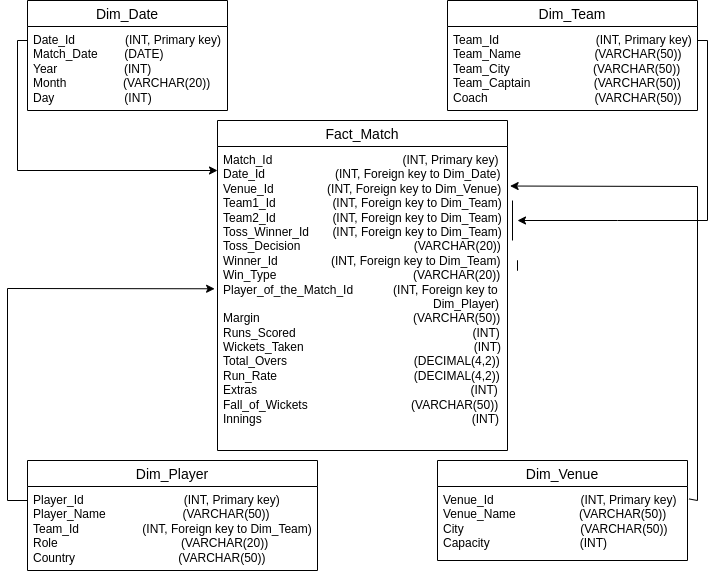 Dim_Date
Date_Id (INT, Primary key)
Match_Date (DATE)
Year (INT)
Month (VARCHAR(20))
Day (INT)
Dim_Team
Team_Id (INT, Primary key)
Team_Name (VARCHAR(50))
Team_City (VARCHAR(50))
Team_Captain (VARCHAR(50))
Coach (VARCHAR(50))
Fact_Match
Match_Id (INT, Primary key)
Date_Id (INT, Foreign key to Dim_Date)
Venue_Id (INT, Foreign key to Dim_Venue)
Team1_Id (INT, Foreign key to Dim_Team)
Team2_Id (INT, Foreign key to Dim_Team)
Toss_Winner_Id (INT, Foreign key to Dim_Team)
Toss_Decision (VARCHAR(20))
Winner_Id (INT, Foreign key to Dim_Team)
Win_Type (VARCHAR(20))
Player_of_the_Match_Id (INT, Foreign key to
Dim_Player)
Margin (VARCHAR(50))
Runs_Scored (INT)
Wickets_Taken (INT)
Total_Overs (DECIMAL(4,2))
Run_Rate (DECIMAL(4,2))
Extras (INT)
Fall_of_Wickets (VARCHAR(50))
Innings (INT)
Dim_Player
Player_Id (INT, Primary key)
Player_Name (VARCHAR(50))
Team_Id (INT, Foreign key to Dim_Team)
Role (VARCHAR(20))
Country (VARCHAR(50))
Dim_Venue
Venue_Id (INT, Primary key)
Venue_Name (VARCHAR(50))
City (VARCHAR(50))
Capacity (INT)